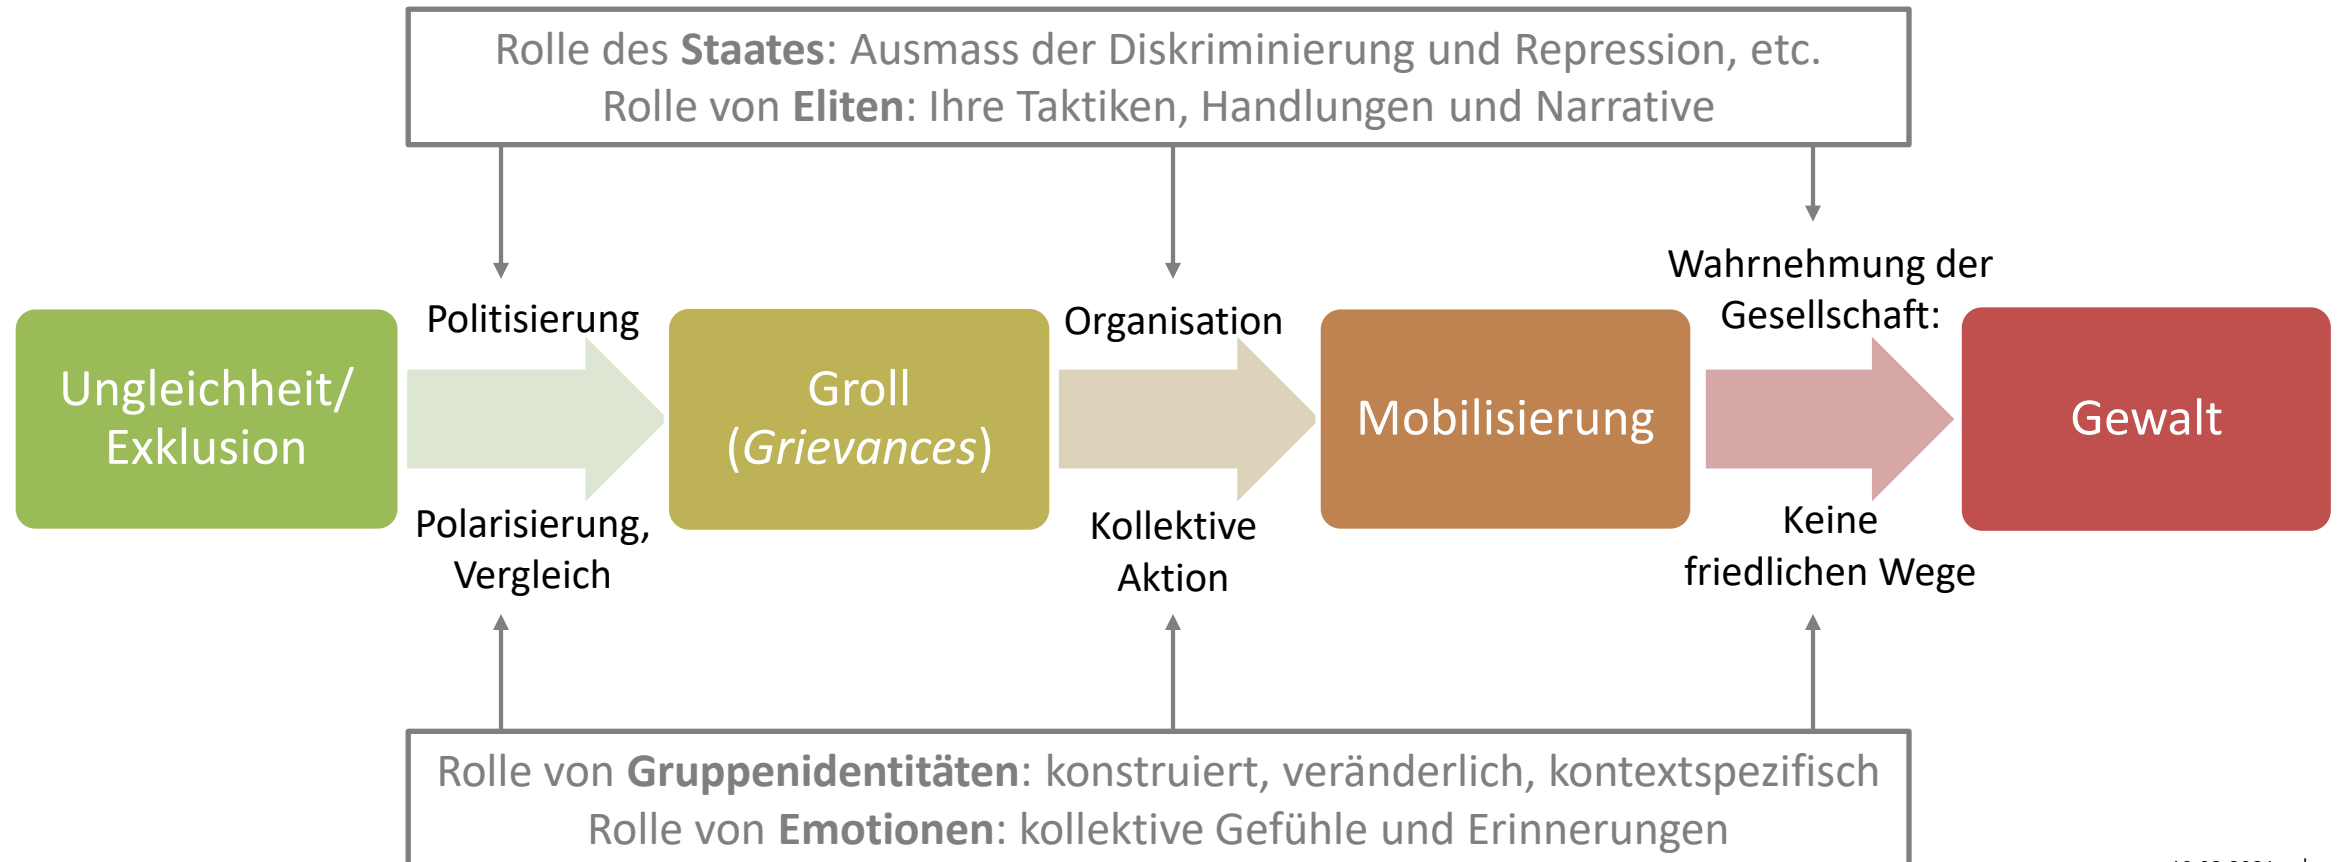 Rolle des Staates: Ausmass der Diskriminierung und Repression, etc.
Rolle von Eliten: Ihre Taktiken, Handlungen und Narrative
Ungleichheit/
Exklusion
Politisierung
Polarisierung,
Vergleich
Groll
(Grievances)
Organisation
Kollektive
Aktion
Mobilisierung
Wahrnehmung der
Gesellschaft:
Keine
friedlichen Wege
Gewalt
Rolle von Gruppenidentitäten: konstruiert, veränderlich, kontextspezifisch
Rolle von Emotionen: kollektive Gefühle und Erinnerungen